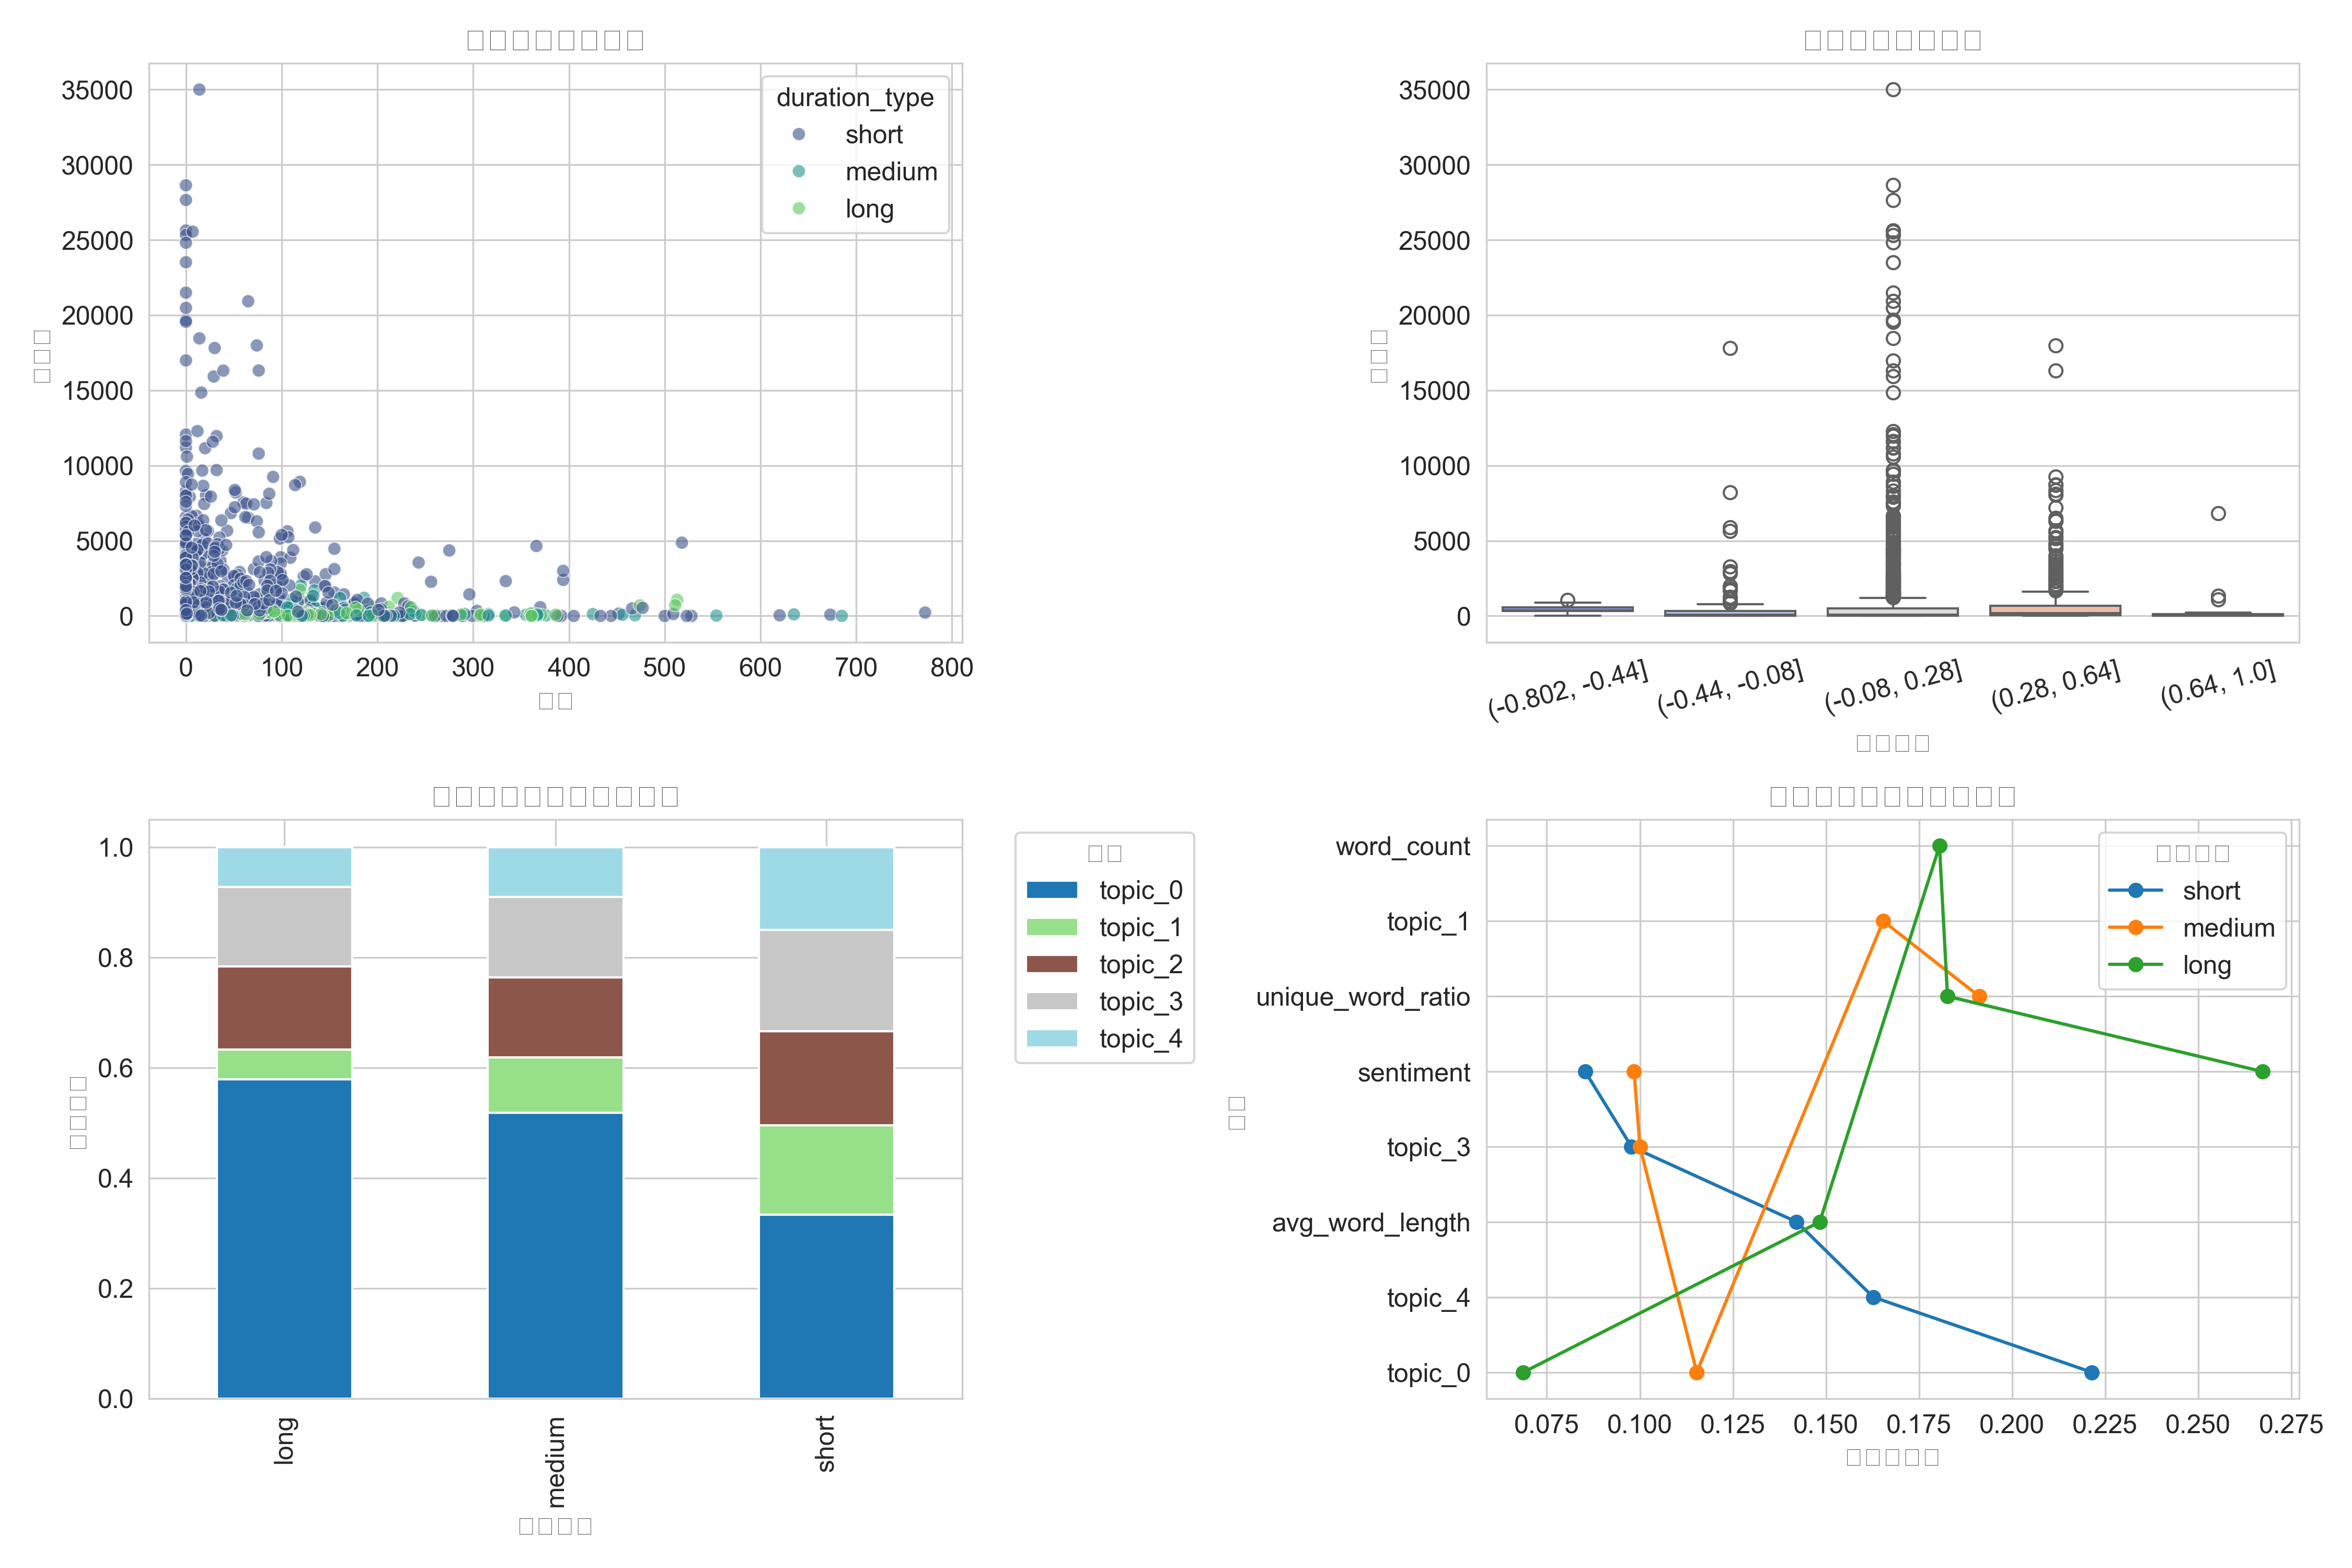 35000
30000
25000
20000
15000
10000
5000
0
0 100 200 300 400 500 600 700 800
duration_type
short
medium
long
35000
30000
25000
20000
15000
10000
5000
0
(-0.802, -0.44] (-0.44, -0.08] (-0.08, 0.28] (0.28, 0.64] (0.64, 1.0]
1.0
0.8
0.6
0.4
0.2
0.0
long medium short
topic_0
topic_1
topic_2
topic_3
topic_4
word_count
topic_1
unique_word_ratio
sentiment
topic_3
avg_word_length
topic_4
topic_0
0.075 0.100 0.125 0.150 0.175 0.200 0.225 0.250 0.275
short
medium
long